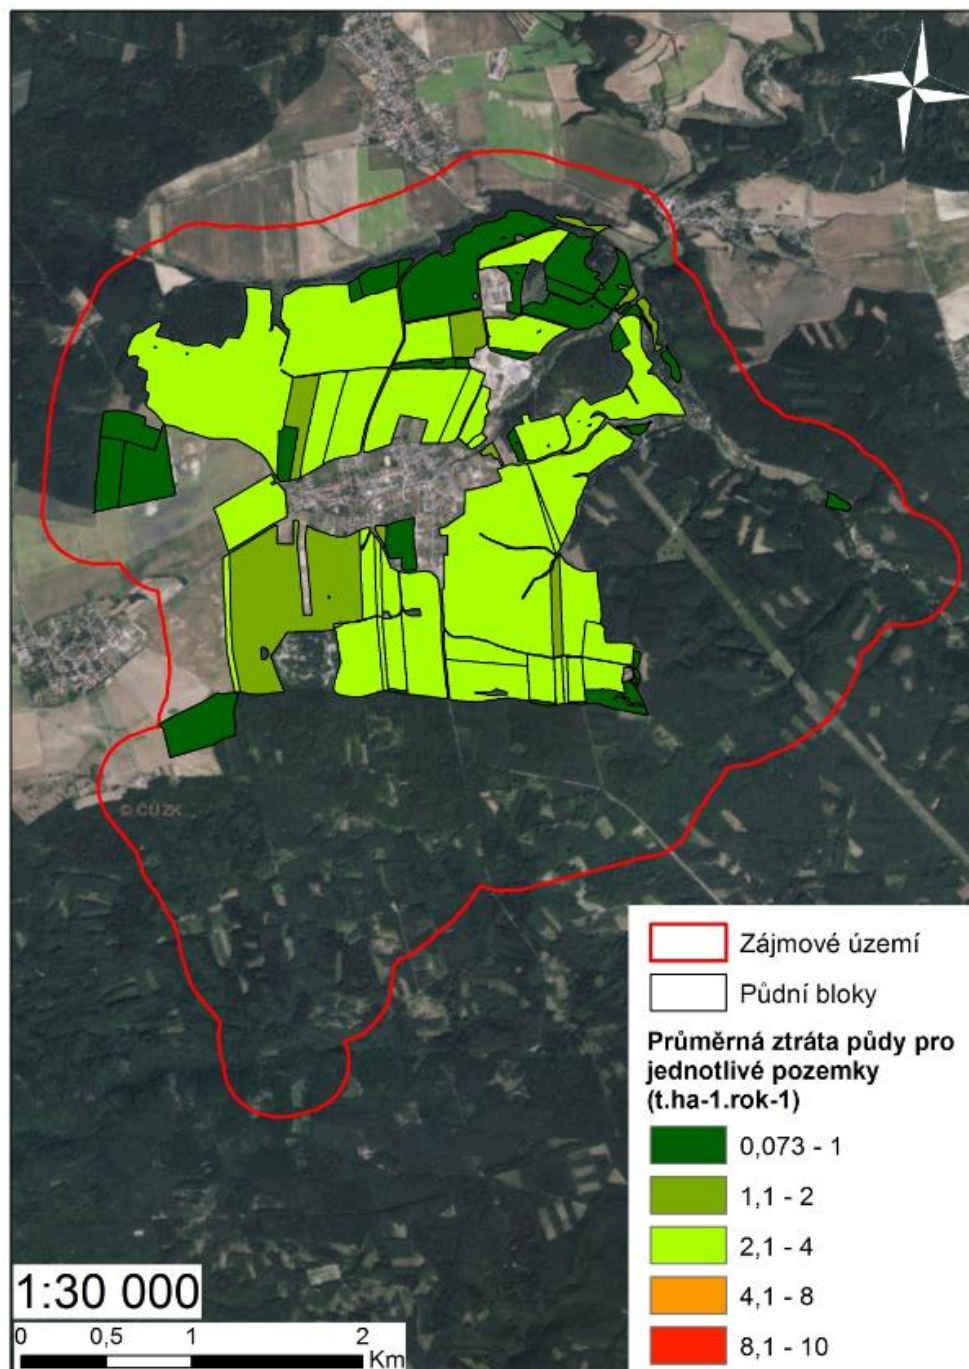 © ČÚZK
Zájmové území
Půdní bloky
Průměrná ztráta půdy pro
jednotlivé pozemky
(t.ha-1.rok-1)
0,073 - 1
1,1 - 2
2,1 - 4
4,1 - 8
8,1 - 10
1:30 000
0 0,5 1 2
Km